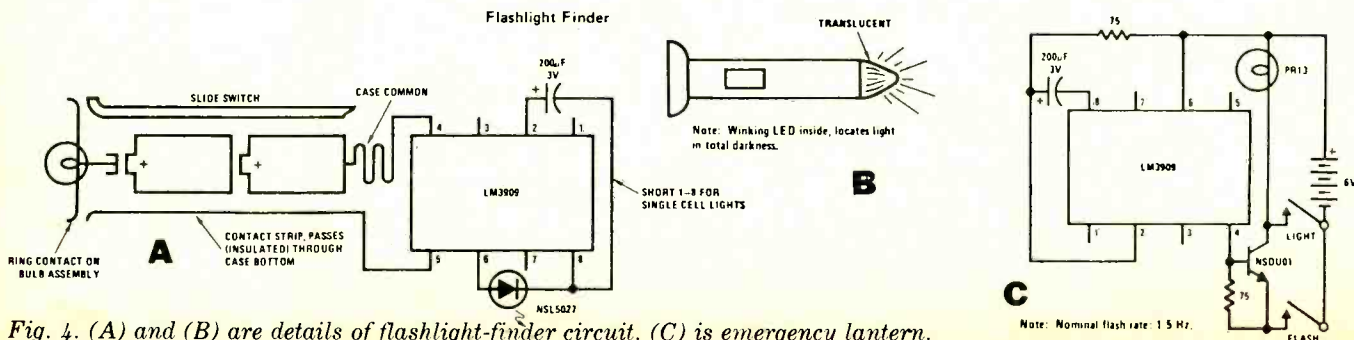 Flashlight Finder
SLIDE SWITCH
CASE COMMON
200µF
3V
+
+
+
4
3
2
1
LM3909
5
6
7
8
NSL5027
SHORT 1-8 FOR
SINGLE CELL LIGHTS
RING CONTACT ON
BULB ASSEMBLY
CONTACT STRIP, PASSES
(INSULATED) THROUGH
CASE BOTTOM
A
TRANSLUCENT
Note: Winking LED inside, locates light
in total darkness.
B
75
200µF
3V
+
8
7
6
5
LM3909
1
2
3
4
PR13
+
6V
LIGHT
NSDU01
75
FLASH
C
Note: Nominal flash rate: 1.5 Hz.
Fig. 4. (A) and (B) are details of flashlight-finder circuit. (C) is emergency lantern.